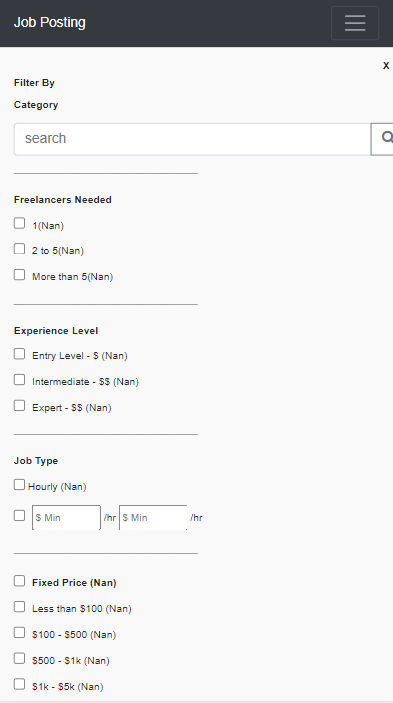 Job Posting
X
Filter By
Category
search
Freelancers Needed
1(Nan)
2 to 5(Nan)
More than 5(Nan)
Experience Level
Entry Level - $ (Nan)
Intermediate - $$ (Nan)
Expert - $$ (Nan)
Job Type
Hourly (Nan)
$ Min /hr $ Min /hr
Fixed Price (Nan)
Less than $100 (Nan)
$100 - $500 (Nan)
$500 - $1k (Nan)
$1k - $5k (Nan)